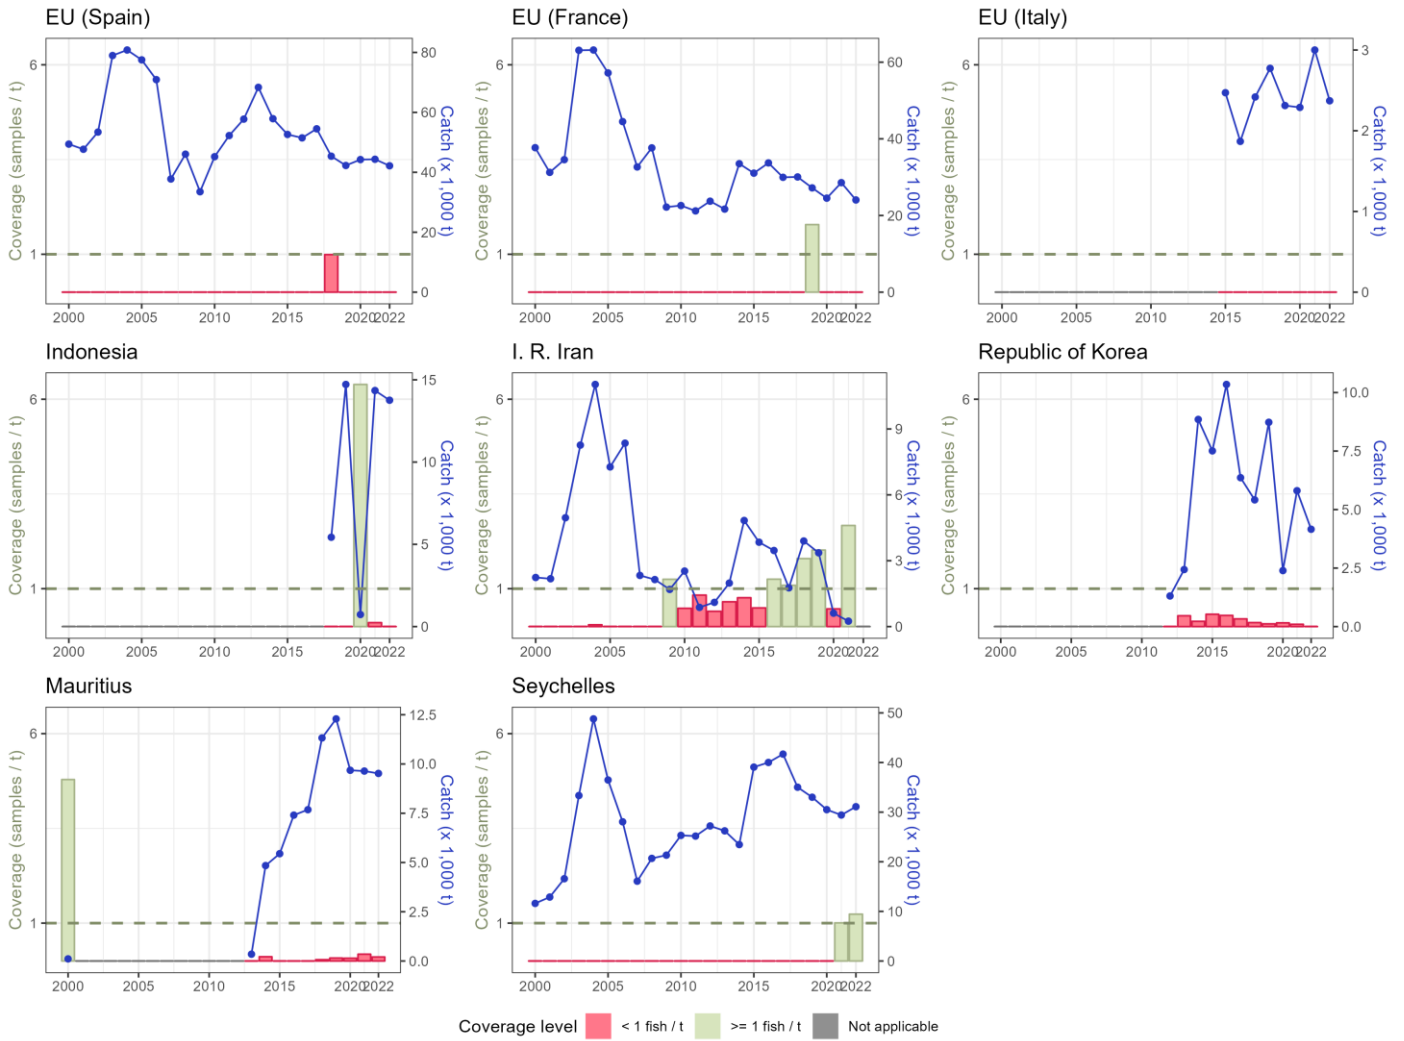 EU (Spain)
EU (France)
EU (Italy)
Coverage (samples / t)
6
1
80
60
40
20
0
Catch (x 1,000 t)
2000 2005 2010 2015 2020 2022
Coverage (samples / t)
6
1
60
40
20
0
Catch (x 1,000 t)
2000 2005 2010 2015 2020 2022
Coverage (samples / t)
6
1
3
2
1
0
Catch (x 1,000 t)
2000 2005 2010 2015 2020 2022
Indonesia
I. R. Iran
Republic of Korea
Coverage (samples / t)
6
1
15
10
5
0
Catch (x 1,000 t)
2000 2005 2010 2015 2020 2022
Coverage (samples / t)
6
1
9
6
3
0
Catch (x 1,000 t)
2000 2005 2010 2015 2020 2022
Coverage (samples / t)
6
1
10.0
7.5
5.0
2.5
0.0
Catch (x 1,000 t)
2000 2005 2010 2015 2020 2022
Mauritius
Seychelles
Coverage (samples / t)
6
1
12.5
10.0
7.5
5.0
2.5
0.0
Catch (x 1,000 t)
2000 2005 2010 2015 2020 2022
Coverage (samples / t)
6
1
50
40
30
20
10
0
Catch (x 1,000 t)
2000 2005 2010 2015 2020 2022
Coverage level < 1 fish / t >= 1 fish / t Not applicable